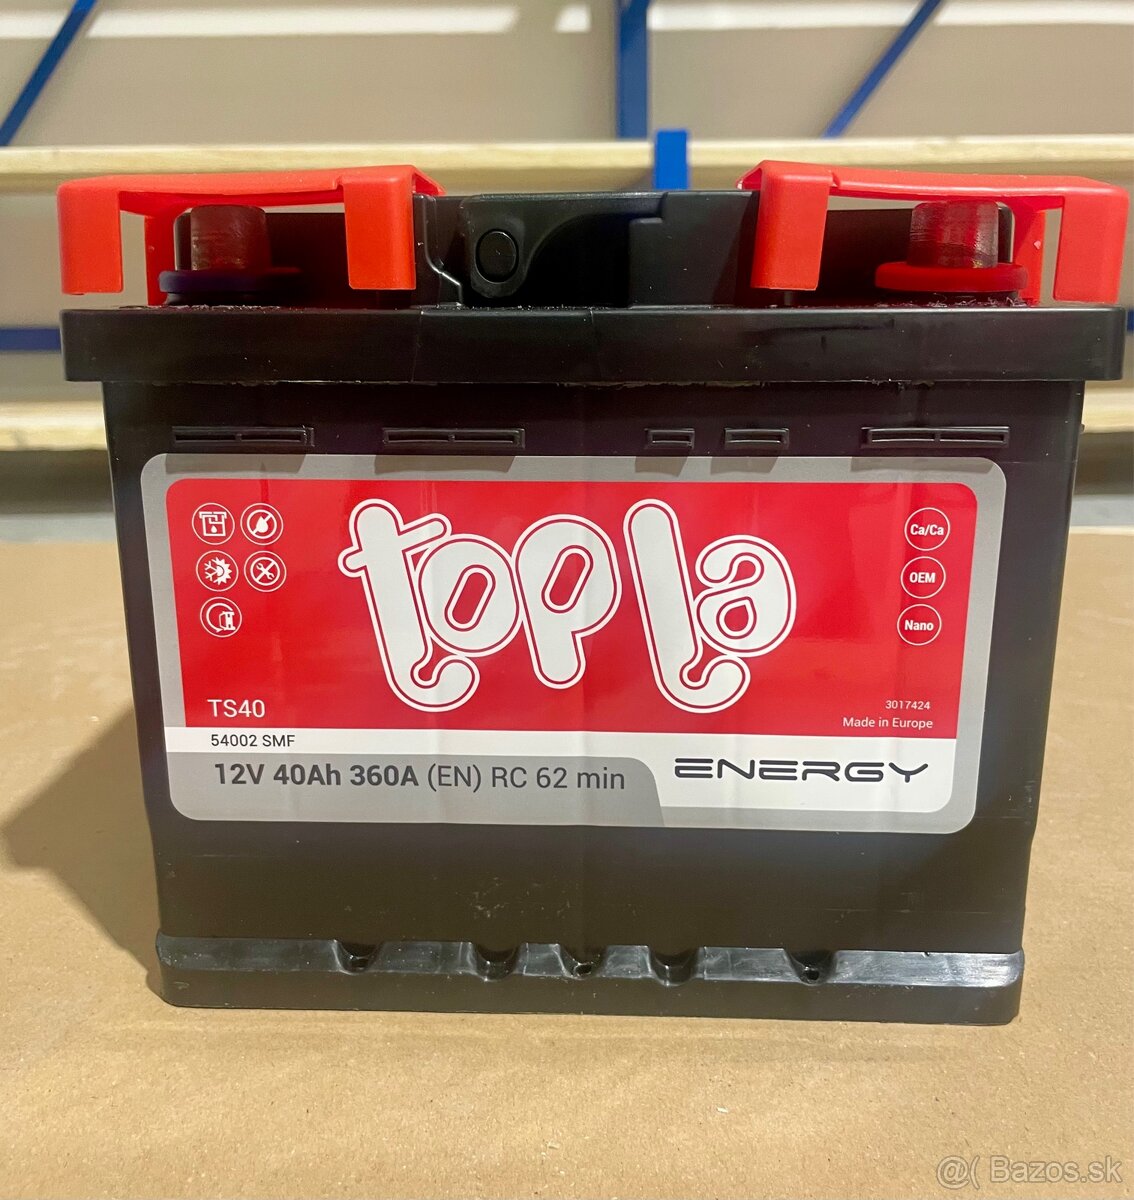 topla
Ca/Ca
OEM
Nano
TS40
3017424
Made in Europe
54002 SMF
12V 40Ah 360A (EN) RC 62 min
ENERGY
@( Bazos.sk